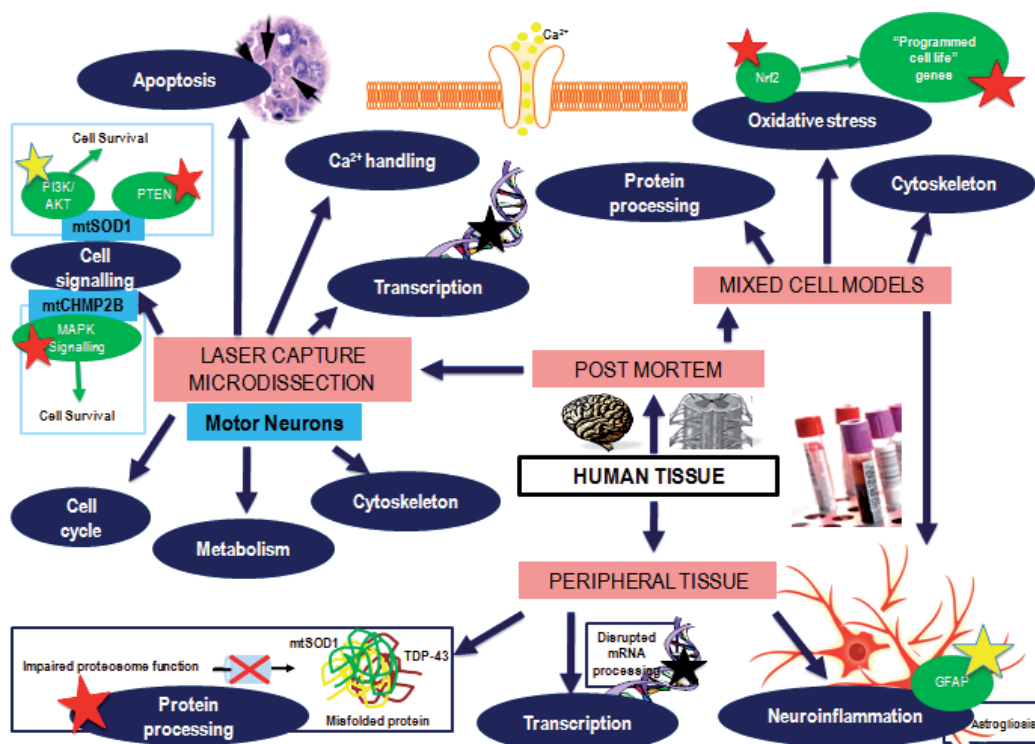 Ca²⁺
Apoptosis
Nrf2
"Programmed
cell life"
genes
Oxidative stress
Cell Survival
PI3K/
AKT
PTEN
mtSOD1
Cell
signalling
mtCHMP2B
MAPK
Signalling
Cell Survival
Ca²⁺ handling
Transcription
Protein
processing
Cytoskeleton
MIXED CELL MODELS
LASER CAPTURE
MICRODISSECTION
Motor Neurons
POST MORTEM
HUMAN TISSUE
Cell
cycle
Metabolism
Cytoskeleton
PERIPHERAL TISSUE
Impaired proteosome function
mtSOD1
TDP-43
Misfolded protein
Protein
processing
Disrupted
mRNA
processing
Transcription
Neuroinflammation
GFAP
Astrogliosis